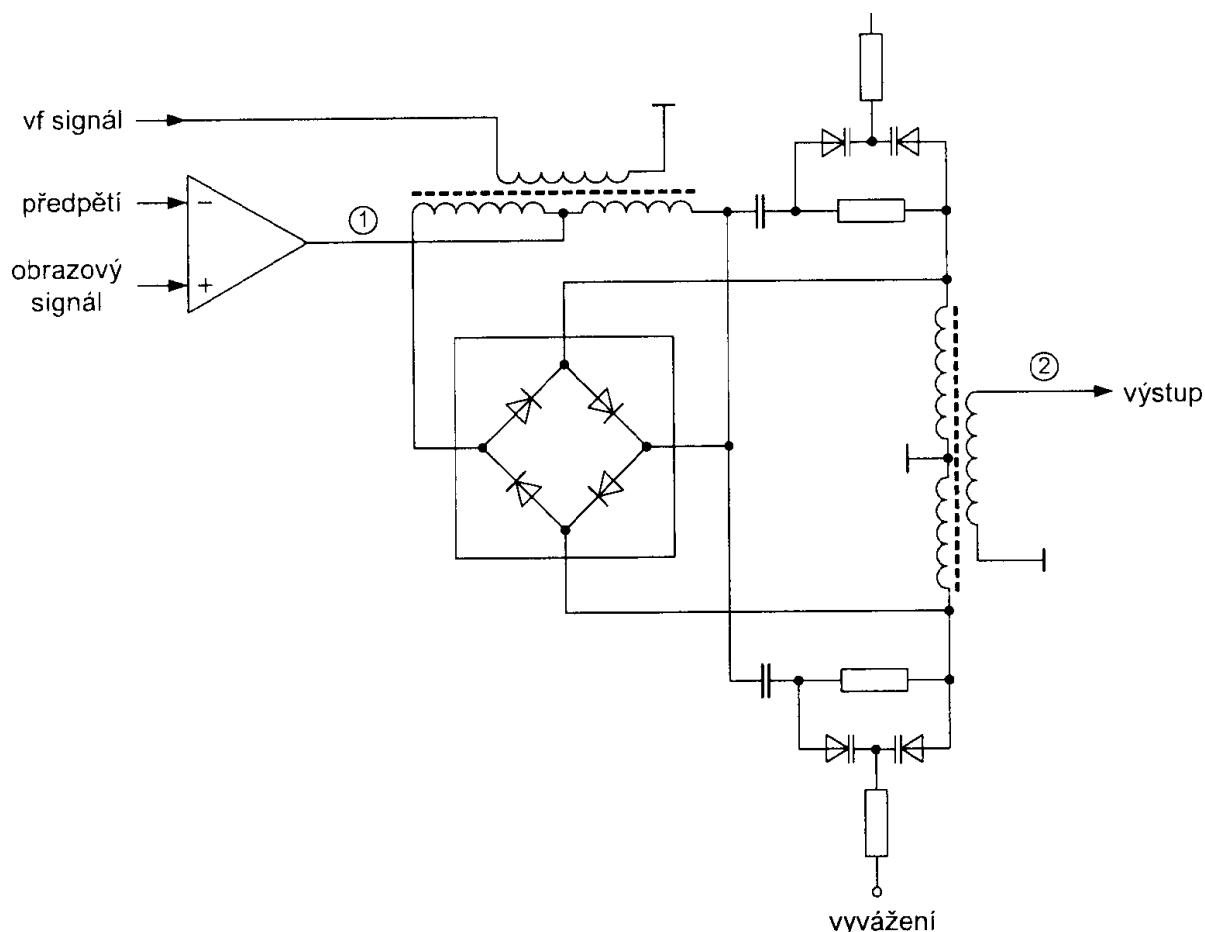 vf signál
předpětí
−
1
obrazový
signál
+
2
výstup
vyvážení